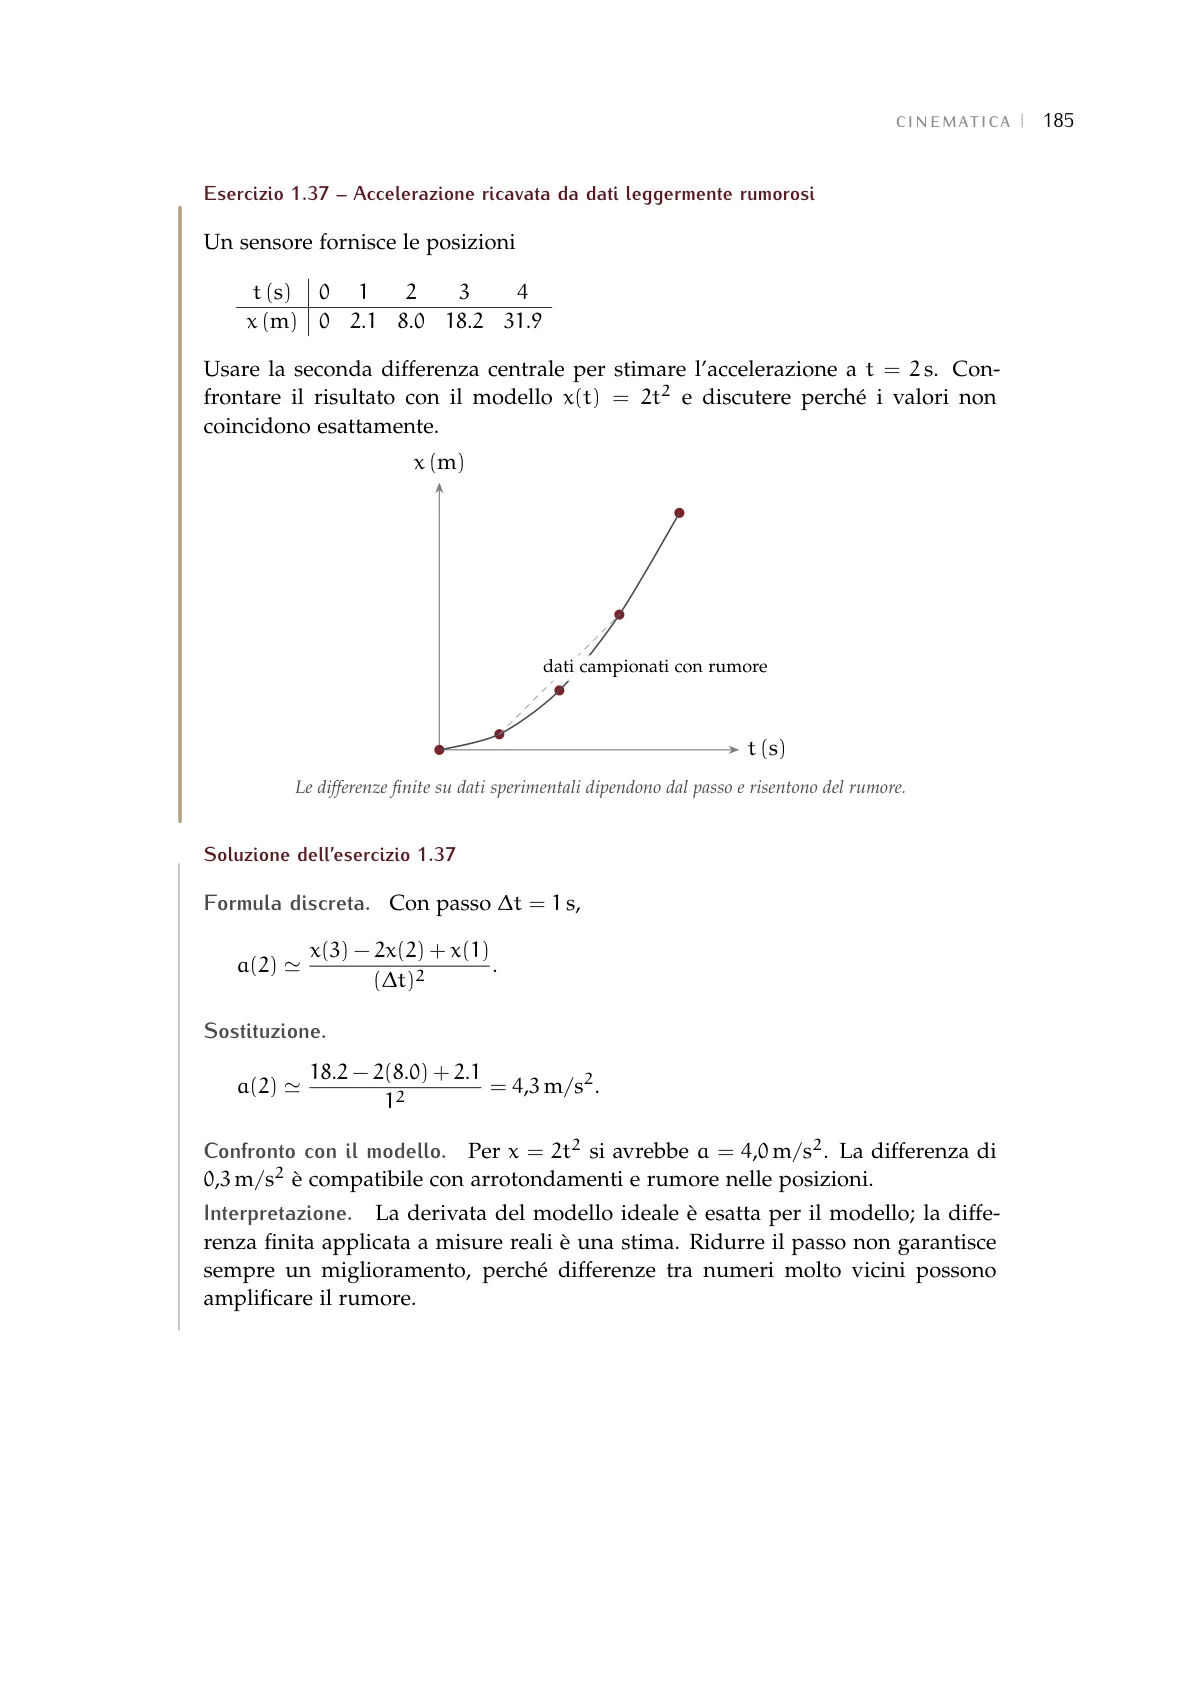 CINEMATICA | 185
Esercizio 1.37 – Accelerazione ricavata da dati leggermente rumorosi
Un sensore fornisce le posizioni
t (s) 0 1 2 3 4
x (m) 0 2.1 8.0 18.2 31.9
Usare la seconda differenza centrale per stimare l'accelerazione a t = 2 s. Con-
frontare il risultato con il modello x(t) = 2t² e discutere perché i valori non
coincidono esattamente.
x (m)
dati campionati con rumore
t (s)
Le differenze finite su dati sperimentali dipendono dal passo e risentono del rumore.
Soluzione dell'esercizio 1.37
Formula discreta. Con passo Δt = 1 s,
a(2) ≃ x(3) − 2x(2) + x(1) / (Δt)² .
Sostituzione.
a(2) ≃ 18.2 − 2(8.0) + 2.1 / 1² = 4,3 m/s².
Confronto con il modello. Per x = 2t² si avrebbe a = 4,0 m/s². La differenza di
0,3 m/s² è compatibile con arrotondamenti e rumore nelle posizioni.
Interpretazione. La derivata del modello ideale è esatta per il modello; la diffe-
renza finita applicata a misure reali è una stima. Ridurre il passo non garantisce
sempre un miglioramento, perché differenze tra numeri molto vicini possono
amplificare il rumore.